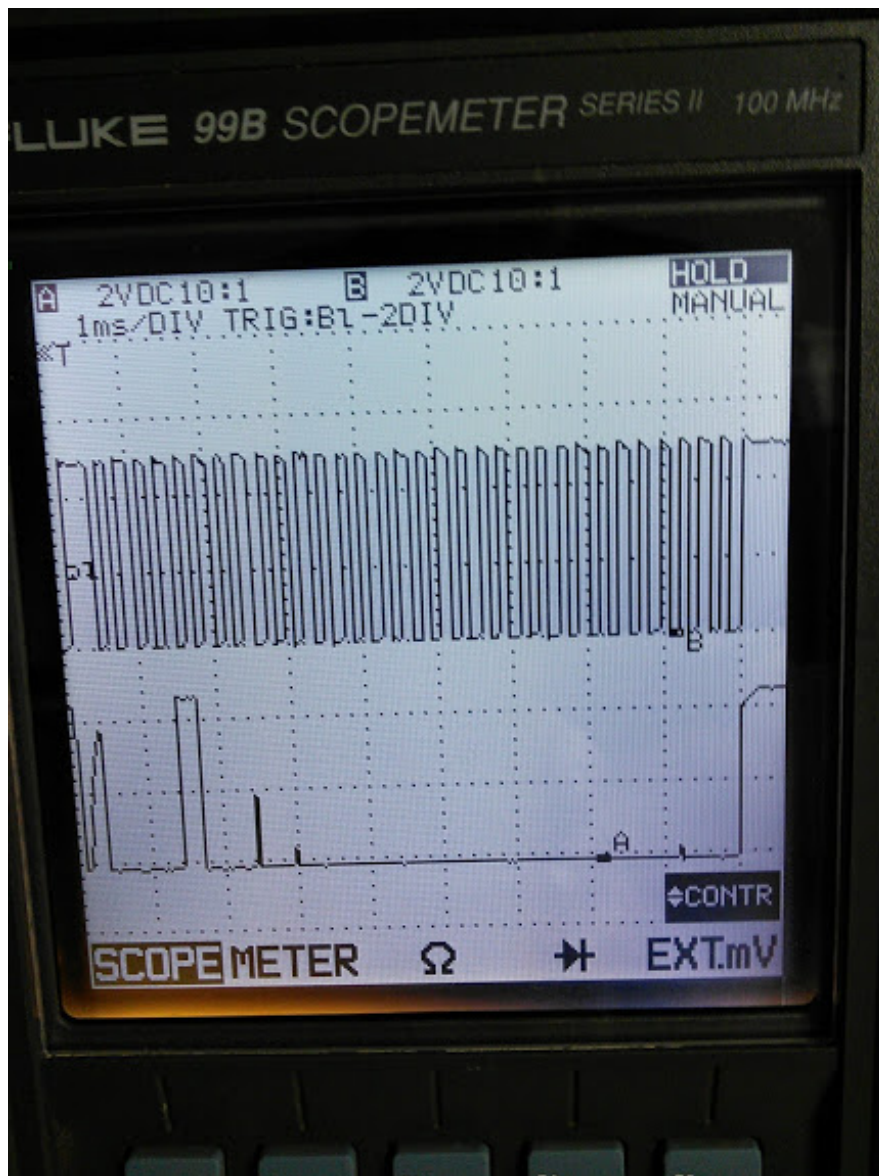 FLUKE 99B SCOPEMETER SERIES II 100 MHz
A 2VDC10:1 B 2VDC10:1 HOLD
1ms/DIV TRIG:B -2DIV MANUAL
T
B
A
CONTR
SCOPE METER Ω EXT.mV